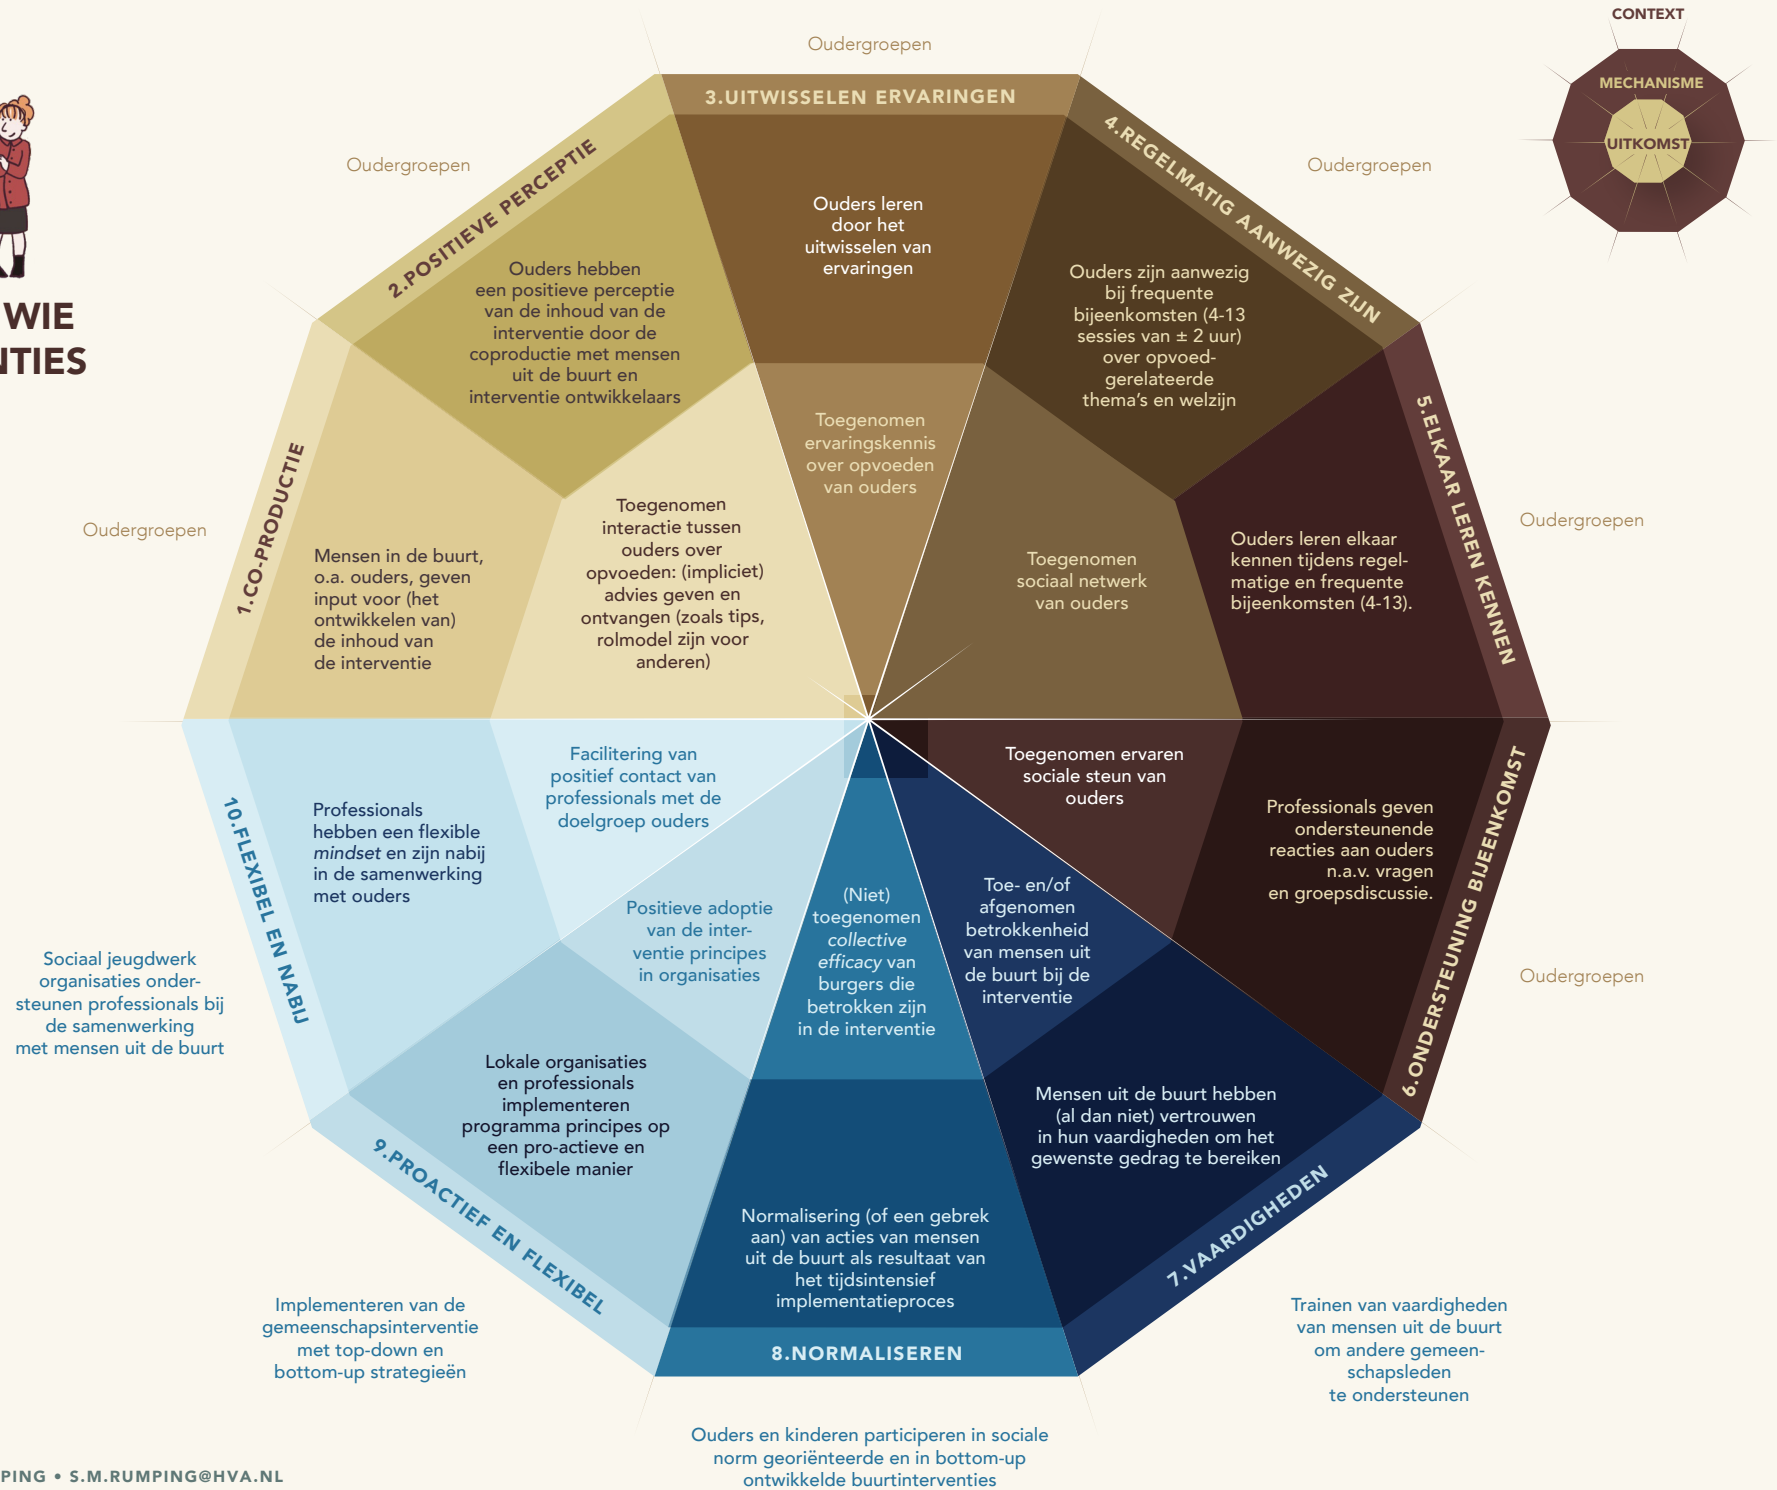 CONTEXT
MECHANISME
UITKOMST
WIE
NTIES
Oudergroepen
1.CO-PRODUCTIE
Mensen in de buurt,
o.a. ouders, geven
input voor (het
ontwikkelen van)
de inhoud van
de interventie
Oudergroepen
2.POSITIEVE PERCEPTIE
Ouders hebben
een positieve perceptie
van de inhoud van de
interventie door de
coproductie met mensen
uit de buurt en
interventie ontwikkelaars
Toegenomen
interactie tussen
ouders over
opvoeden: (impliciet)
advies geven en
ontvangen (zoals tips,
rolmodel zijn voor
anderen)
Oudergroepen
3.UITWISSELEN ERVARINGEN
Ouders leren
door het
uitwisselen van
ervaringen
Toegenomen
ervaringskennis
over opvoeden
van ouders
Oudergroepen
4.REGELMATIG AANWEZIG ZIJN
Ouders zijn aanwezig
bij frequente
bijeenkomsten (4-13
sessies van ± 2 uur)
over opvoed-
gerelateerde
thema's en welzijn
Toegenomen
sociaal netwerk
van ouders
Oudergroepen
5.ELKAAR LEREN KENNEN
Ouders leren elkaar
kennen tijdens regel-
matige en frequente
bijeenkomsten (4-13).
Oudergroepen
6.ONDERSTEUNING BIJEENKOMST
Professionals geven
ondersteunende
reacties aan ouders
n.a.v. vragen
en groepsdiscussie.
Toegenomen ervaren
sociale steun van
ouders
7.VAARDIGHEDEN
Mensen uit de buurt hebben
(al dan niet) vertrouwen
in hun vaardigheden om het
gewenste gedrag te bereiken
Toe- en/of
afgenomen
betrokkenheid
van mensen uit
de buurt bij de
interventie
Trainen van vaardigheden
van mensen uit de buurt
om andere gemeen-
schapsleden
te ondersteunen
8.NORMALISEREN
Normalisering (of een gebrek
aan) van acties van mensen
uit de buurt als resultaat van
het tijdsintensief
implementatieproces
(Niet)
toegenomen
collective
efficacy van
burgers die
betrokken zijn
in de interventie
Ouders en kinderen participeren in sociale
norm georiënteerde en in bottom-up
ontwikkelde buurtinterventies
9.PROACTIEF EN FLEXIBEL
Lokale organisaties
en professionals
implementeren
programma principes op
een pro-actieve en
flexibele manier
Positieve adoptie
van de inter-
ventie principes
in organisaties
Implementeren van de
gemeenschapsinterventie
met top-down en
bottom-up strategieën
10.FLEXIBEL EN NABIJ
Professionals
hebben een flexible
mindset en zijn nabij
in de samenwerking
met ouders
Facilitering van
positief contact van
professionals met de
doelgroep ouders
Sociaal jeugdwerk
organisaties onder-
steunen professionals bij
de samenwerking
met mensen uit de buurt
PING • S.M.RUMPING@HVA.NL